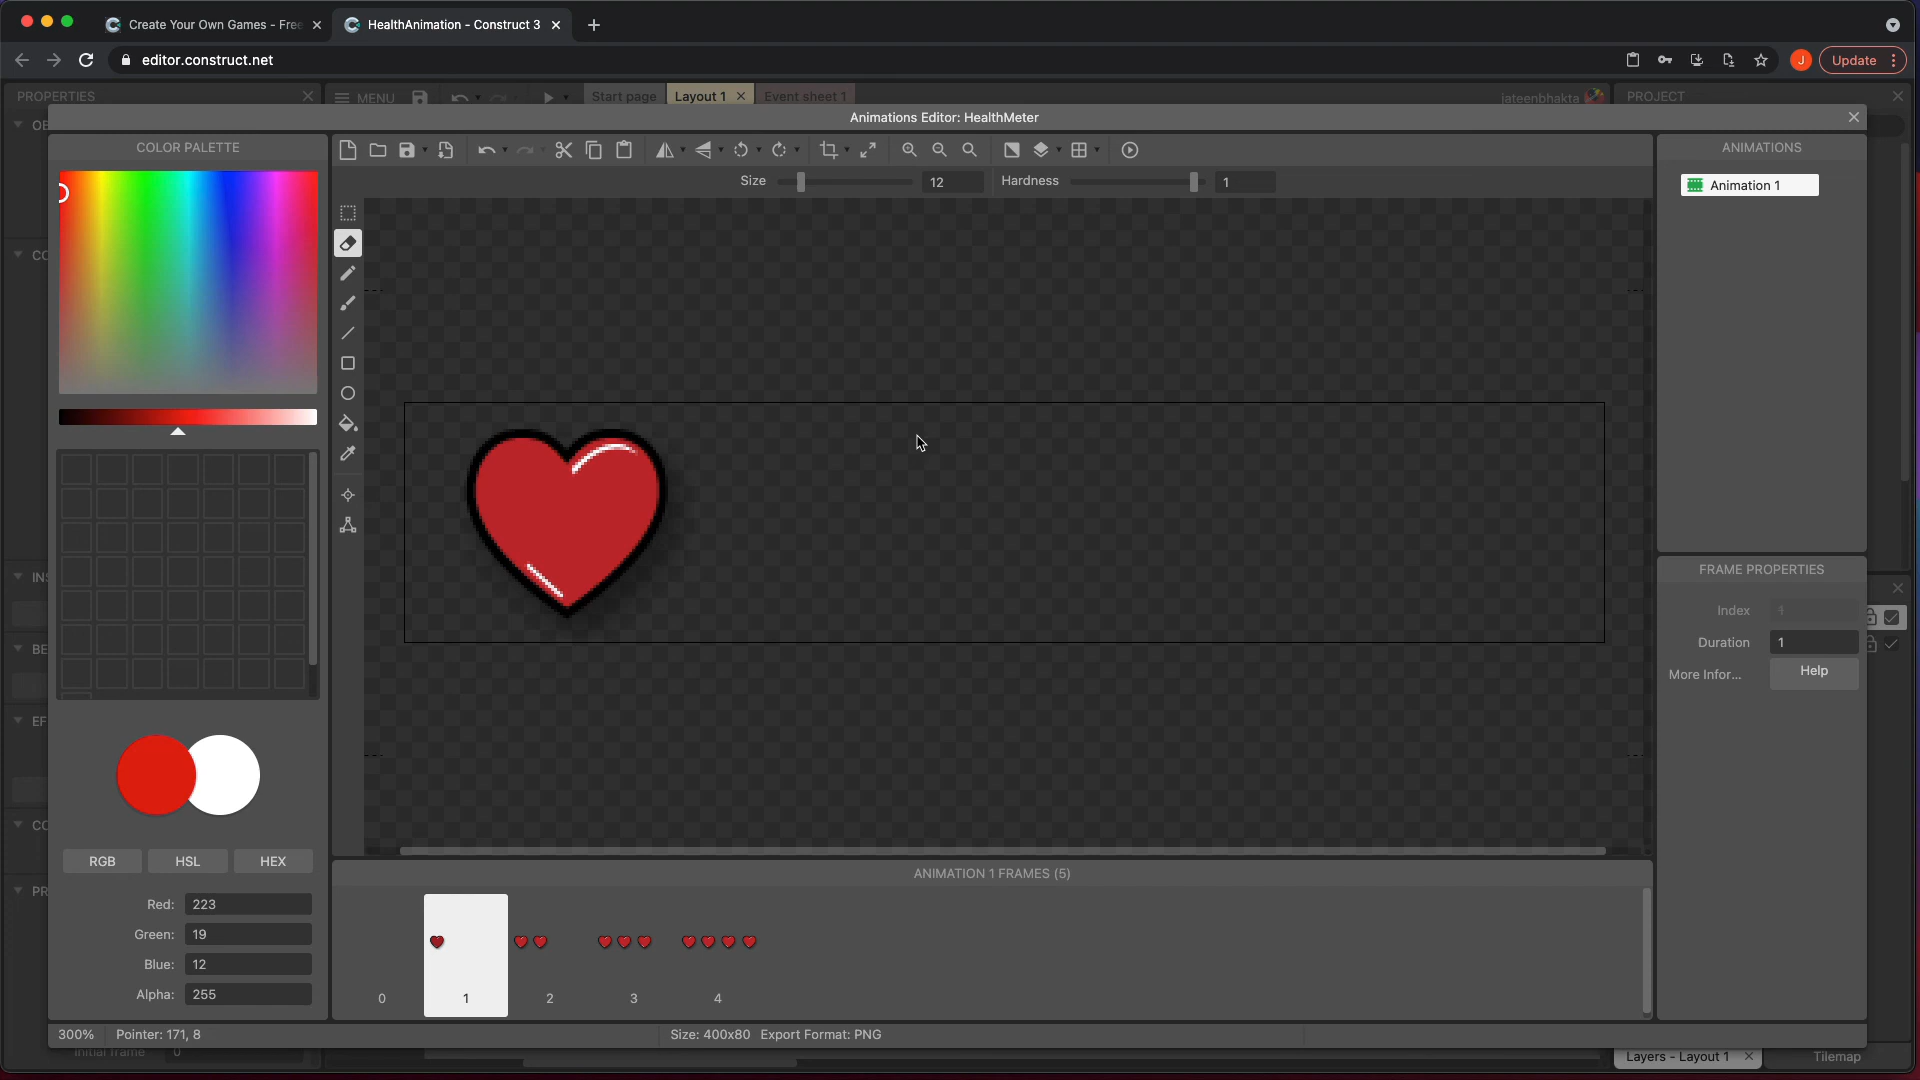 Create Your Own Games - Free
HealthAnimation - Construct 3
editor.construct.net
J
Update
PROPERTIES
MENU
Start page
Layout 1
Event sheet 1
jateenbhakta
PROJECT
Animations Editor: HealthMeter
COLOR PALETTE
ANIMATIONS
Size
12
Hardness
1
Animation 1
FRAME PROPERTIES
Index
1
Duration
1
More Infor...
Help
RGB
HSL
HEX
ANIMATION 1 FRAMES (5)
Red:
223
Green:
19
Blue:
12
Alpha:
255
0
1
2
3
4
300%
Pointer: 171, 8
Size: 400x80
Export Format: PNG
Initial frame
0
Layers - Layout 1
Tilemap